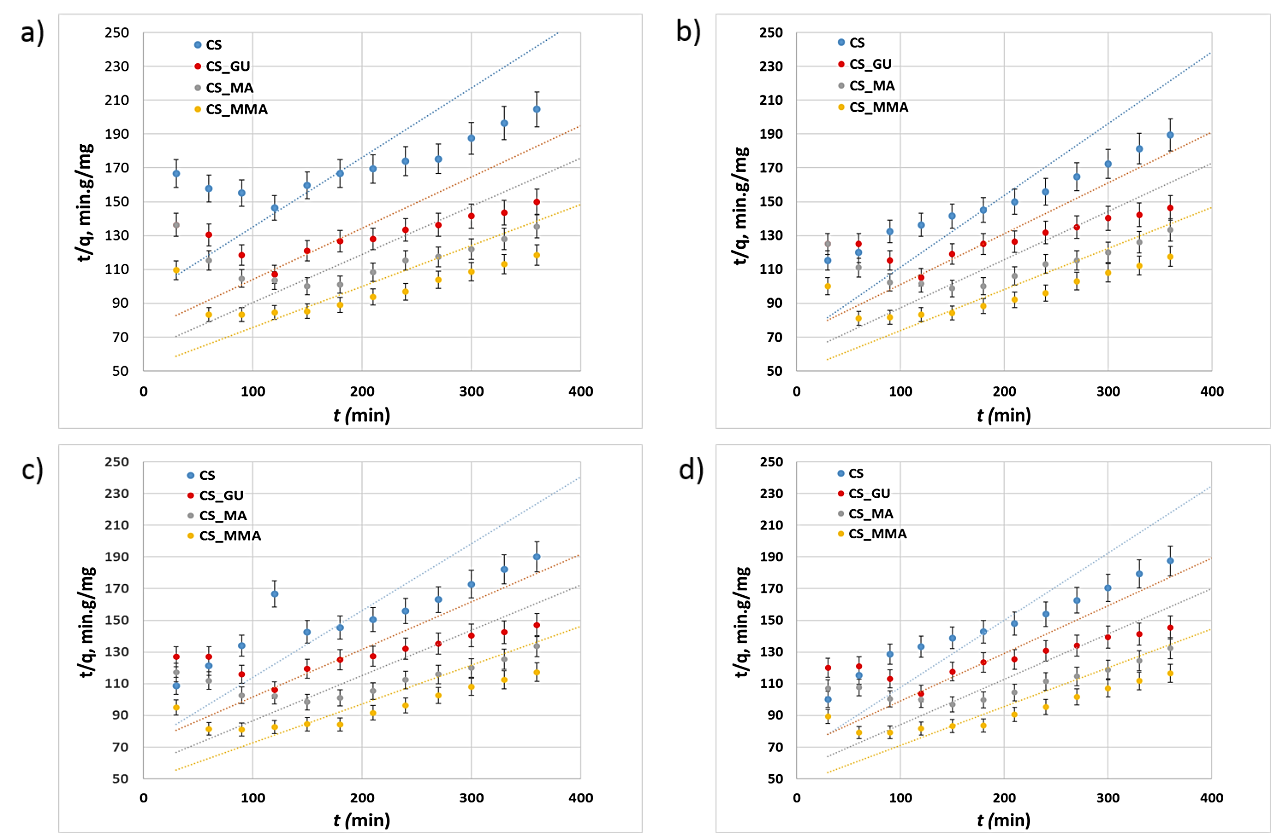 a)
250
230
210
190
170
150
130
110
90
70
50
t/q, min.g/mg
CS
CS_GU
CS_MA
CS_MMA
0 100 200 300 400
t (min)
b)
250
230
210
190
170
150
130
110
90
70
50
t/q, min.g/mg
CS
CS_GU
CS_MA
CS_MMA
0 100 200 300 400
t (min)
c)
250
230
210
190
170
150
130
110
90
70
50
t/q, min.g/mg
CS
CS_GU
CS_MA
CS_MMA
0 100 200 300 400
t (min)
d)
250
230
210
190
170
150
130
110
90
70
50
t/q, min.g/mg
CS
CS_GU
CS_MA
CS_MMA
0 100 200 300 400
t (min)